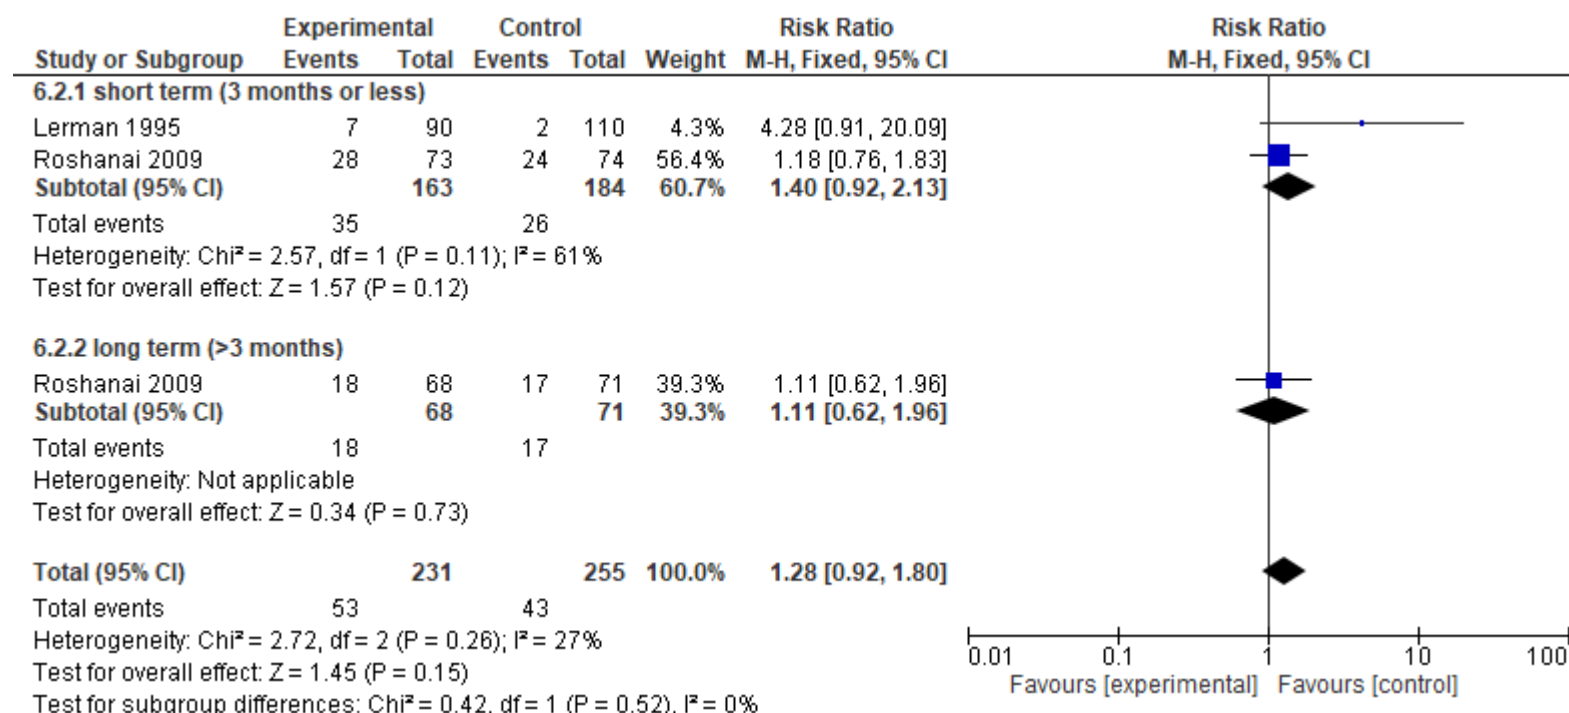 Experimental Control Risk Ratio Risk Ratio
Study or Subgroup Events Total Events Total Weight M-H, Fixed, 95% CI M-H, Fixed, 95% CI
6.2.1 short term (3 months or less)
Lerman 1995 7 90 2 110 4.3% 4.28 [0.91, 20.09]
Roshanai 2009 28 73 24 74 56.4% 1.18 [0.76, 1.83]
Subtotal (95% CI) 163 184 60.7% 1.40 [0.92, 2.13]
Total events 35 26
Heterogeneity: Chi² = 2.57, df = 1 (P = 0.11); I² = 61%
Test for overall effect: Z = 1.57 (P = 0.12)
6.2.2 long term (>3 months)
Roshanai 2009 18 68 17 71 39.3% 1.11 [0.62, 1.96]
Subtotal (95% CI) 68 71 39.3% 1.11 [0.62, 1.96]
Total events 18 17
Heterogeneity: Not applicable
Test for overall effect: Z = 0.34 (P = 0.73)
Total (95% CI) 231 255 100.0% 1.28 [0.92, 1.80]
Total events 53 43
Heterogeneity: Chi² = 2.72, df = 2 (P = 0.26); I² = 27%
Test for overall effect: Z = 1.45 (P = 0.15)
Test for subgroup differences: Chi² = 0.42, df = 1 (P = 0.52), I² = 0%
0.01 0.1 1 10 100
Favours [experimental] Favours [control]